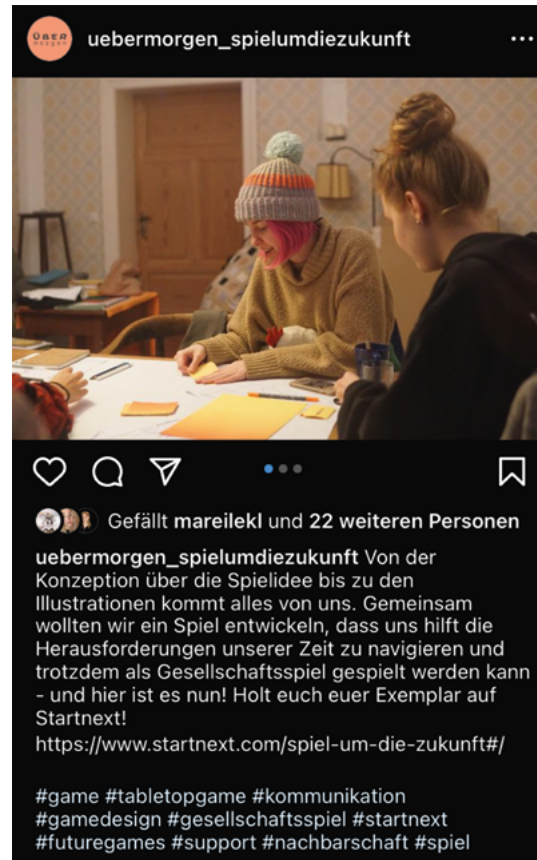 ÜBER
morgen
uebermorgen_spielumdiezukunft
Gefällt mareilekl und 22 weiteren Personen
uebermorgen_spielumdiezukunft Von der
Konzeption über die Spielidee bis zu den
Illustrationen kommt alles von uns. Gemeinsam
wollten wir ein Spiel entwickeln, dass uns hilft die
Herausforderungen unserer Zeit zu navigieren und
trotzdem als Gesellschaftsspiel gespielt werden kann
- und hier ist es nun! Holt euch euer Exemplar auf
Startnext!
https://www.startnext.com/spiel-um-die-zukunft#/
#game #tabletopgame #kommunikation
#gamedesign #gesellschaftsspiel #startnext
#futuregames #support #nachbarschaft #spiel